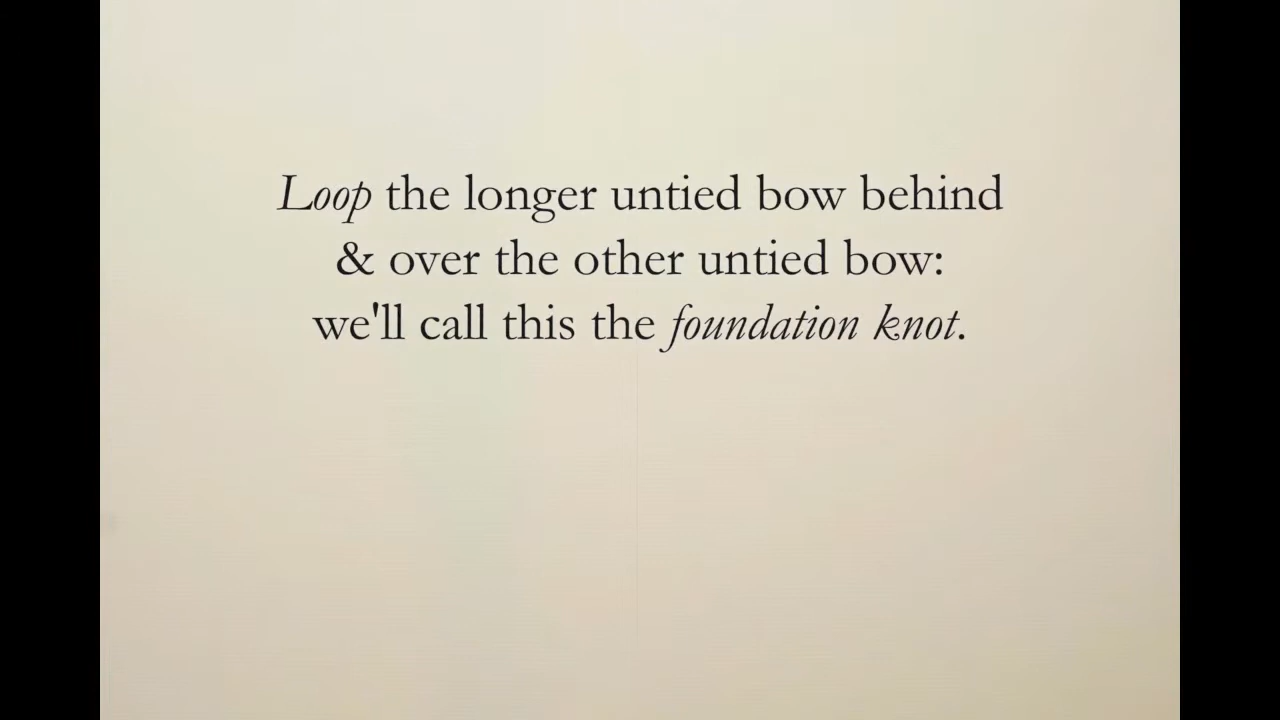 Loop the longer untied bow behind
& over the other untied bow:
we'll call this the foundation knot.